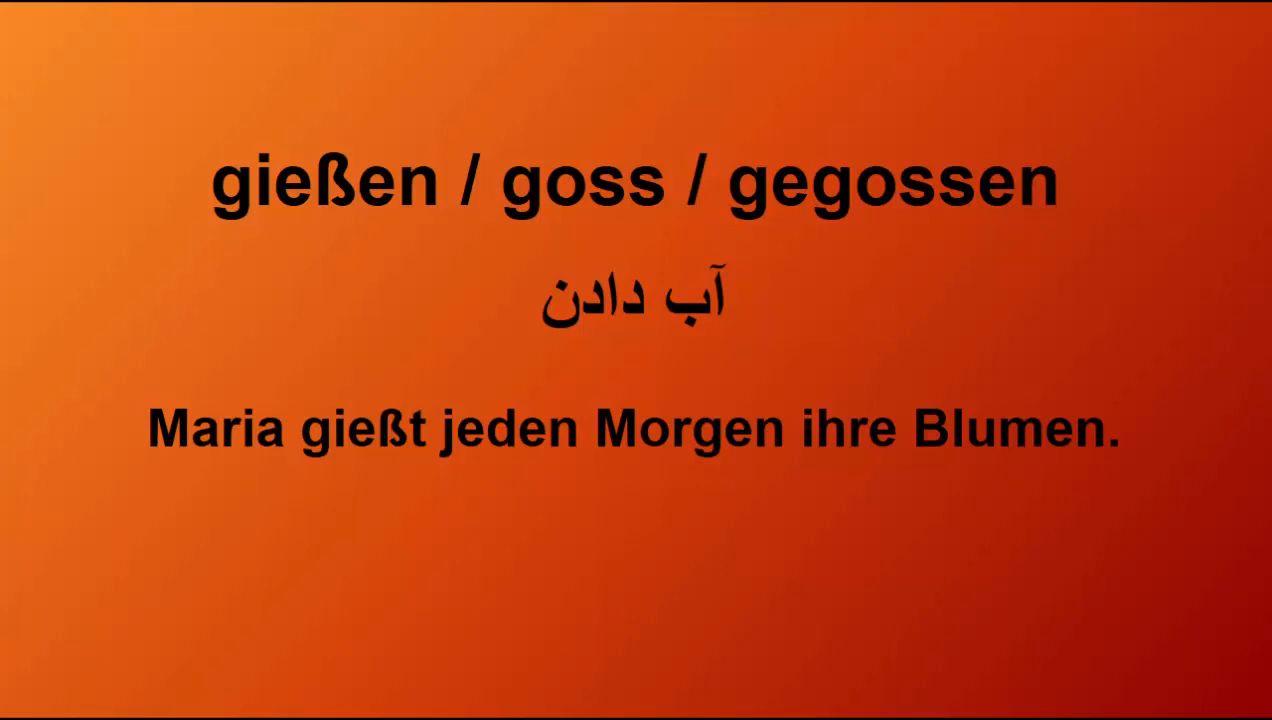 gießen / goss / gegossen
آب دادن
Maria gießt jeden Morgen ihre Blumen.